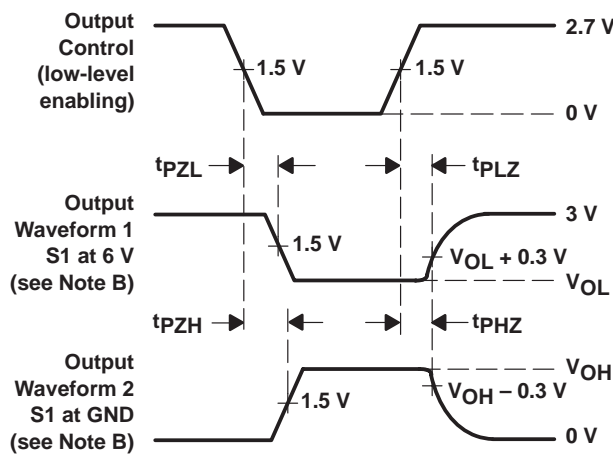 Output
Control
(low-level
enabling)
2.7 V
1.5 V
1.5 V
0 V
tPZL
tPLZ
Output
Waveform 1
S1 at 6 V
(see Note B)
3 V
1.5 V
VOL + 0.3 V
VOL
tPZH
tPHZ
Output
Waveform 2
S1 at GND
(see Note B)
VOH
VOH – 0.3 V
1.5 V
0 V